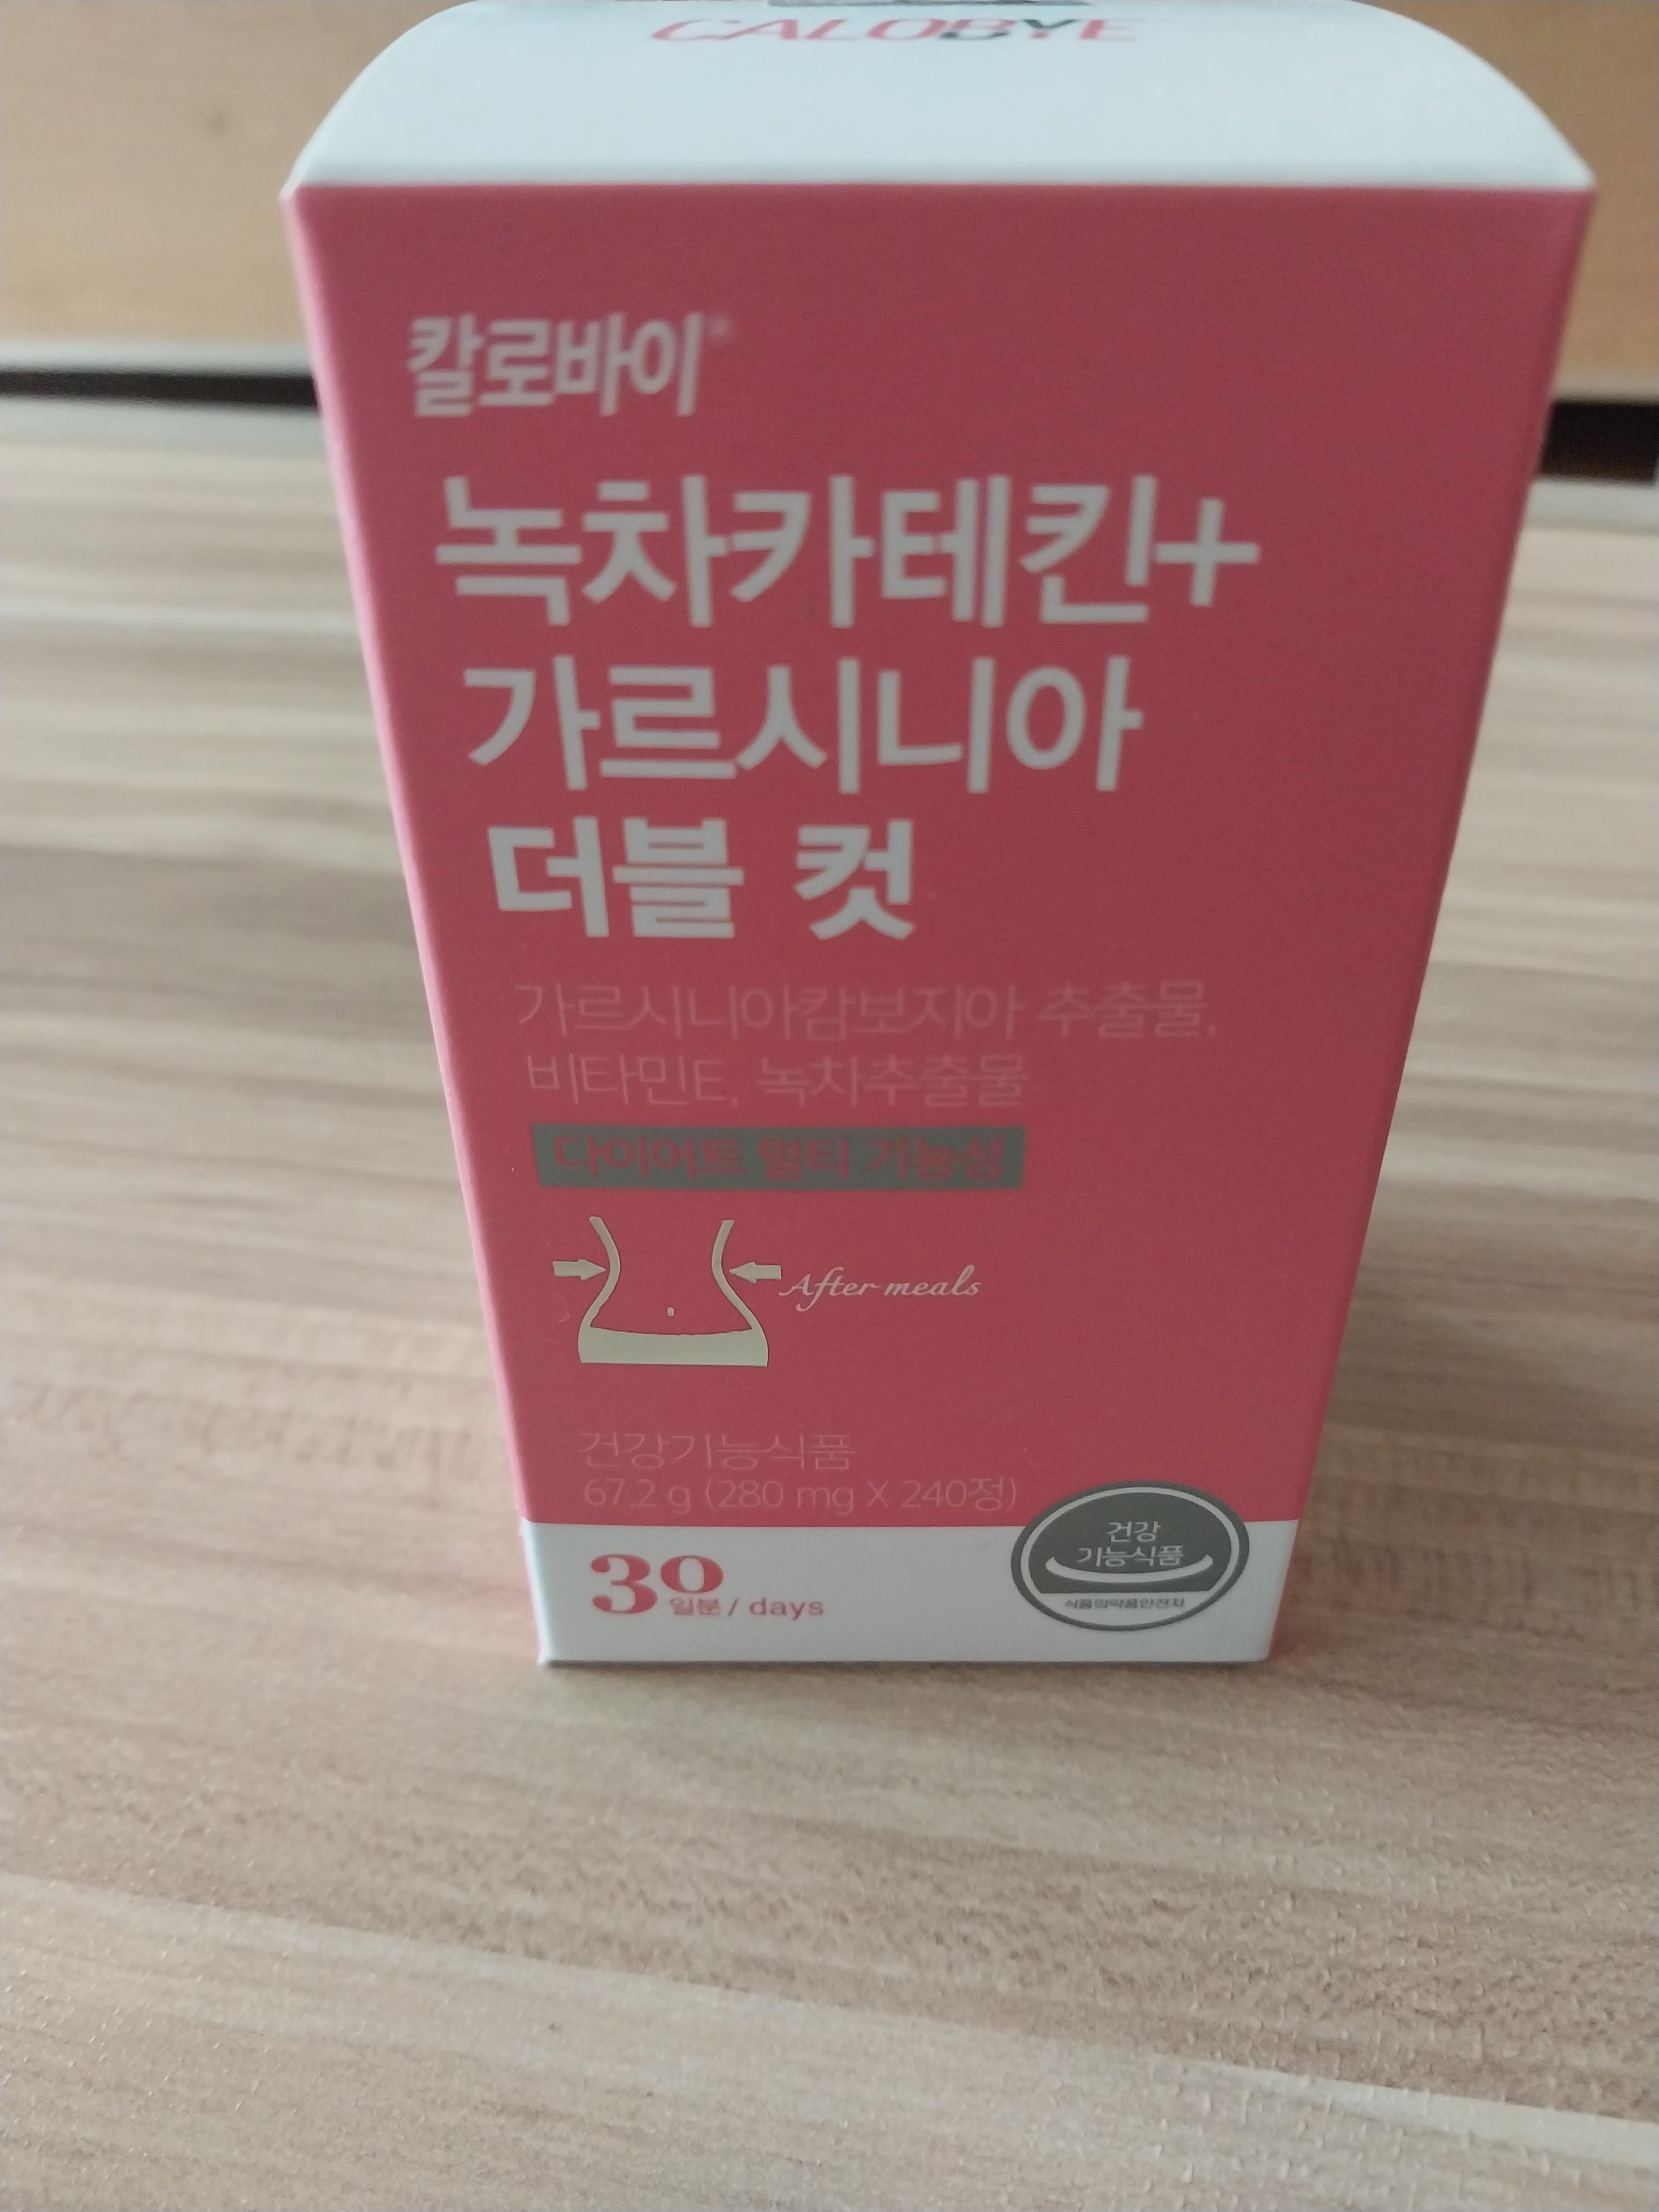 CALOBYE
칼로바이®
녹차카테킨+
가르시니아
더블 컷
가르시니아캄보지아 추출물,
비타민E, 녹차추출물
다이어트 멀티 기능성
After meals
건강기능식품
67.2 g (280 mg X 240정)
30 일분 / days
건강
기능식품
식품의약품안전처